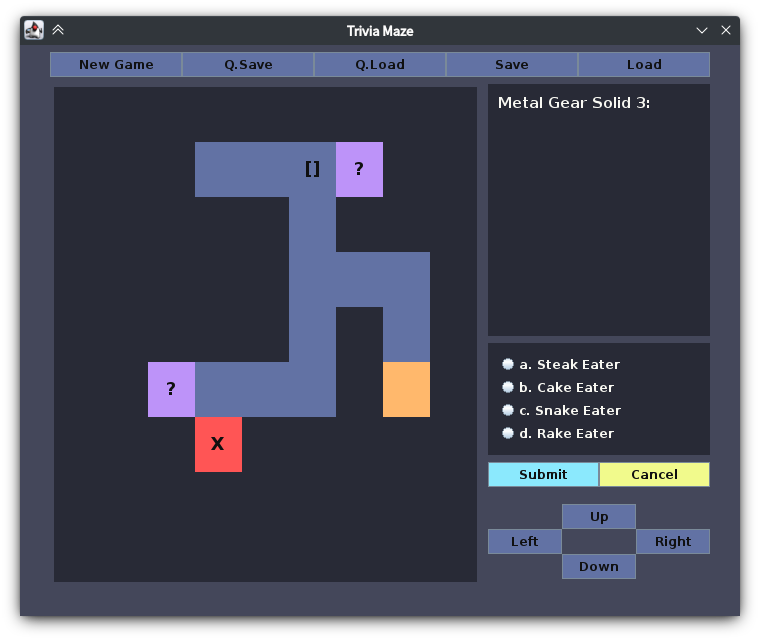 Trivia Maze
New Game Q.Save Q.Load Save Load
Metal Gear Solid 3:
[] ?
? 
X
a. Steak Eater
b. Cake Eater
c. Snake Eater
d. Rake Eater
Submit Cancel
Up
Left Right
Down